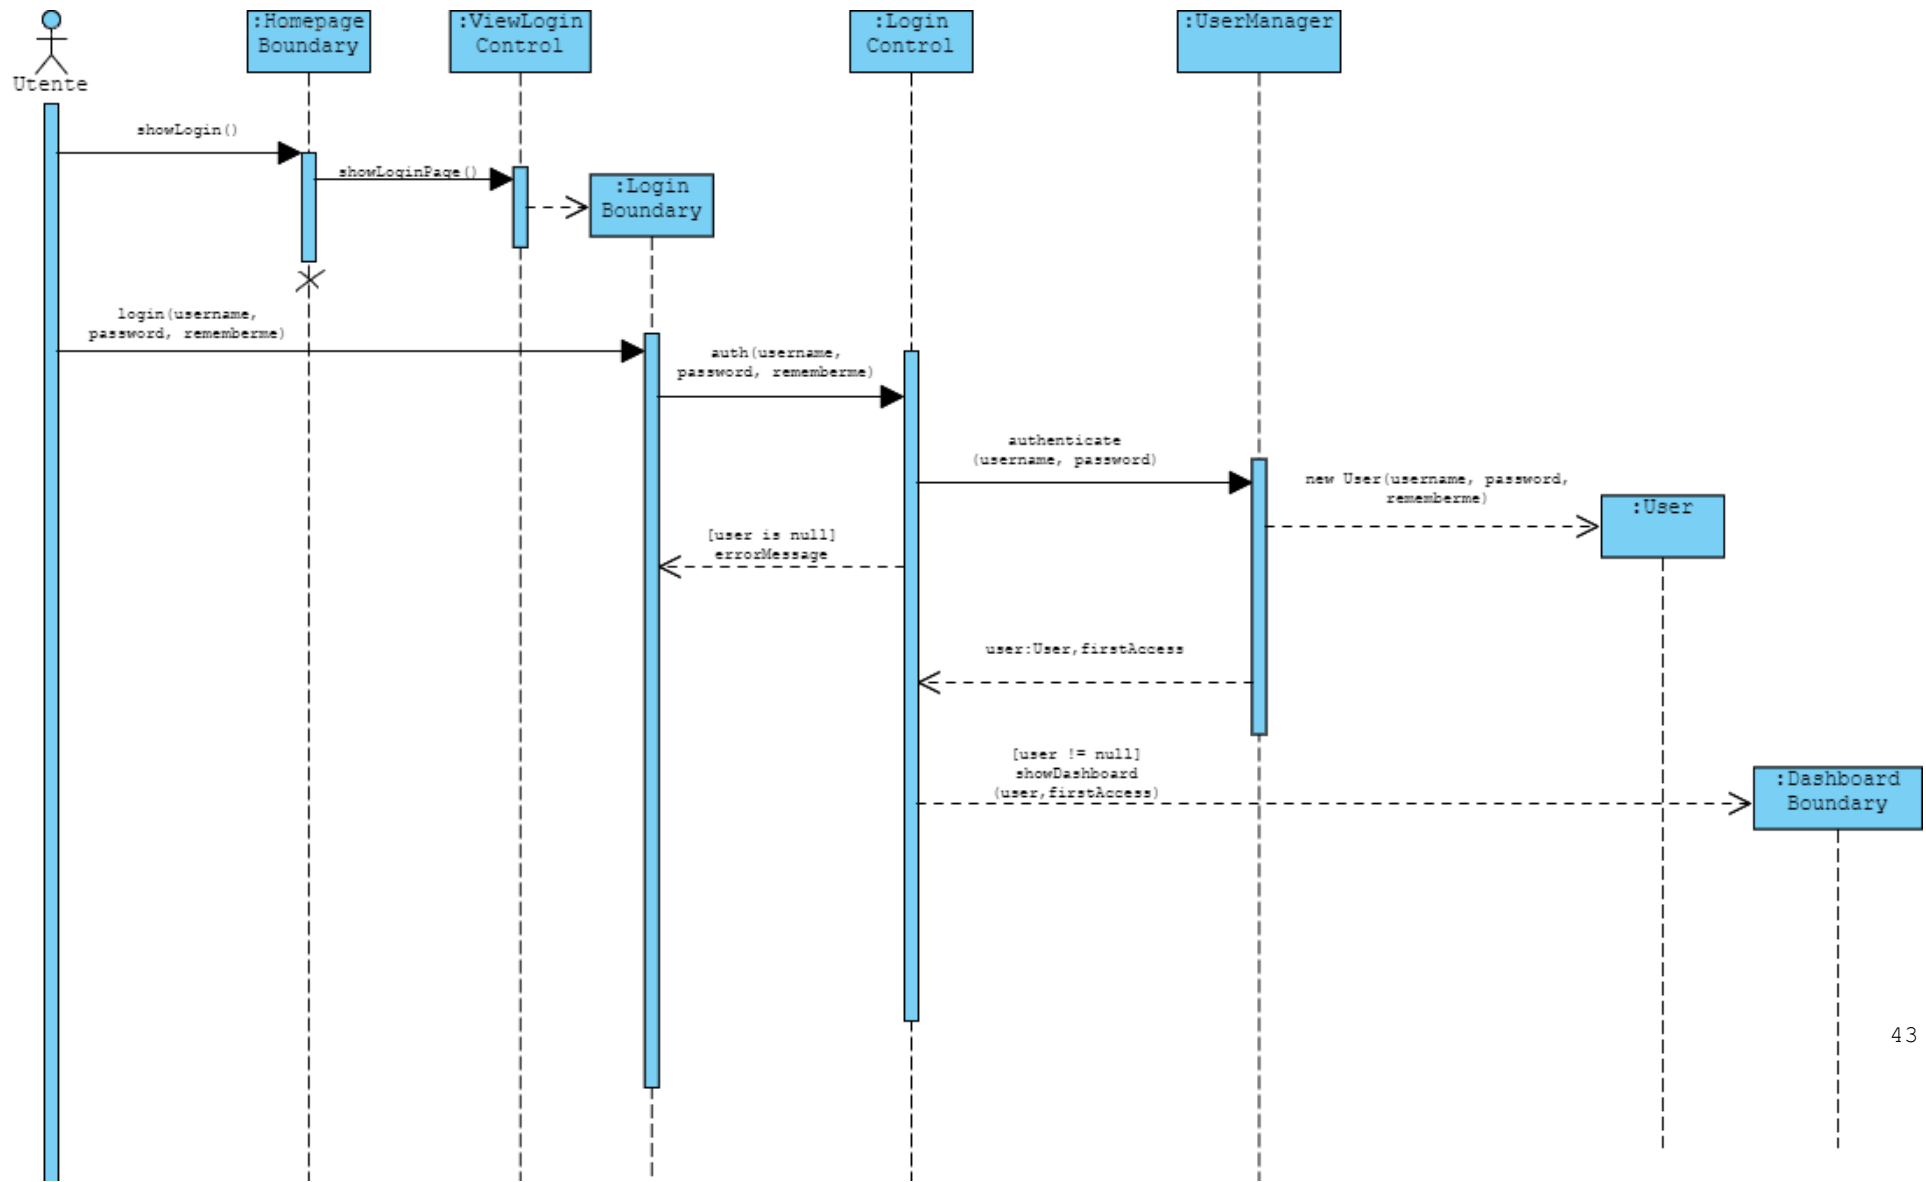 Utente
:Homepage
Boundary
:ViewLogin
Control
:Login
Control
:UserManager
showLogin()
showLoginPage()
:Login
Boundary
login(username,
password, rememberme)
auth(username,
password, rememberme)
authenticate
(username, password)
new User(username, password,
rememberme)
:User
[user is null]
errorMessage
user:User,firstAccess
[user != null]
showDashboard
(user,firstAccess)
:Dashboard
Boundary
43